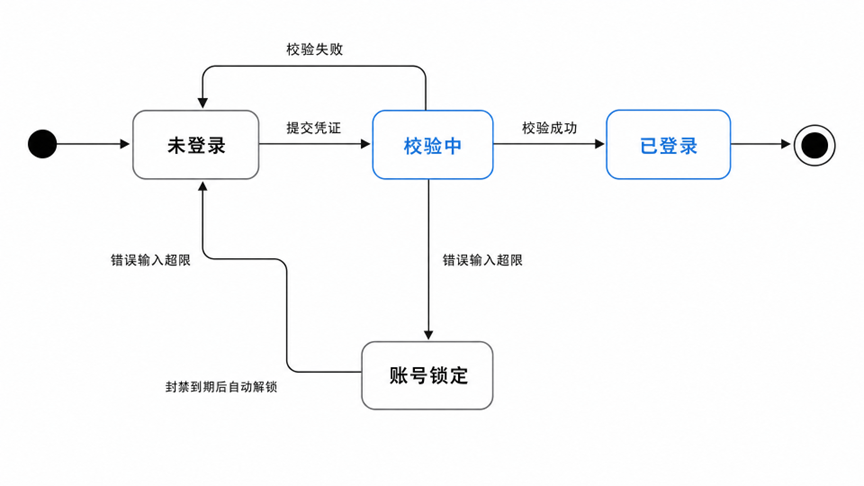 校验失败
提交凭证
校验成功
未登录
校验中
已登录
错误输入超限
错误输入超限
账号锁定
封禁到期后自动解锁